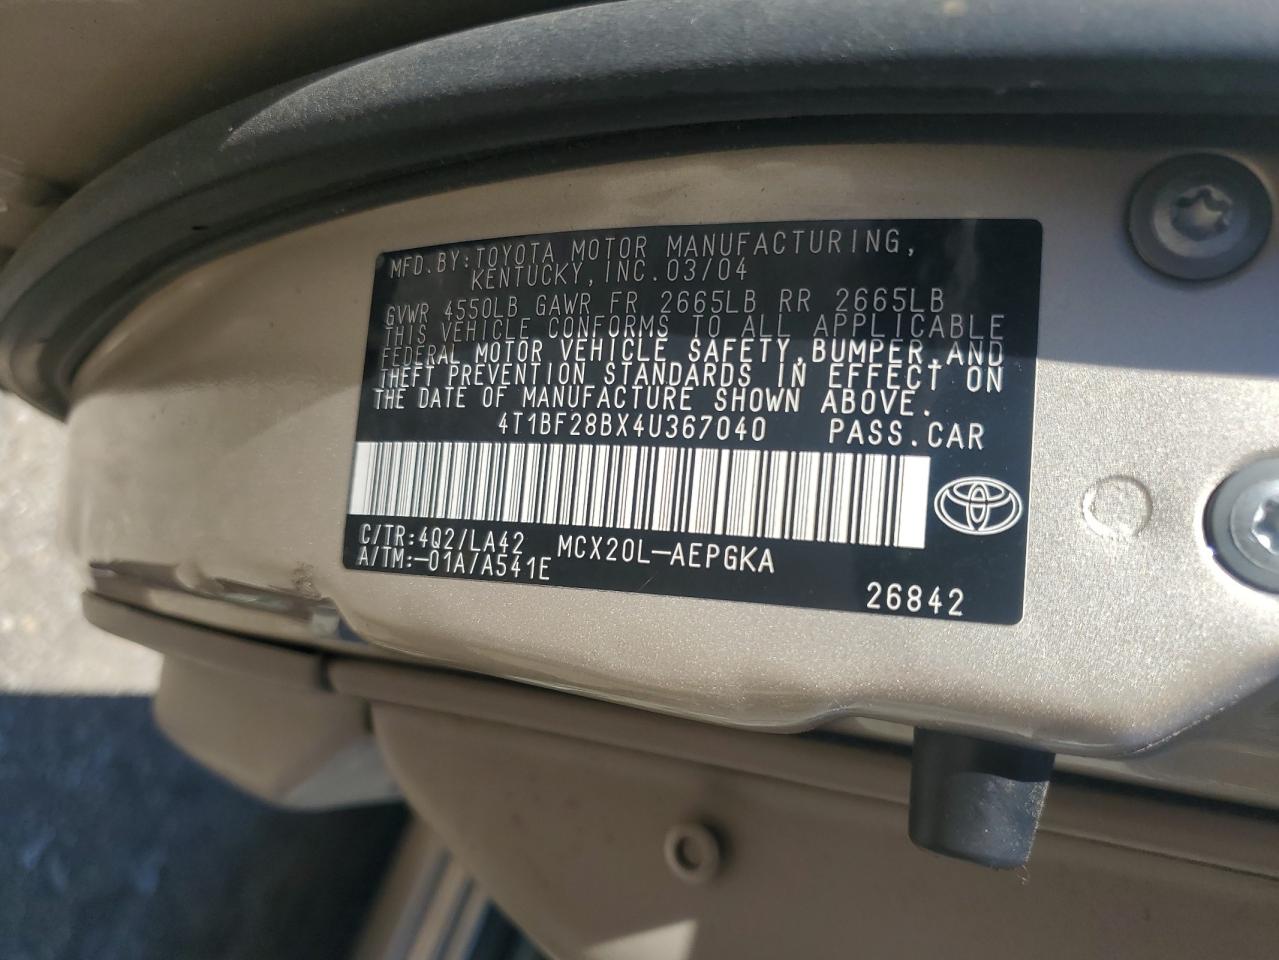 MFD.BY:TOYOTA MOTOR MANUFACTURING,
KENTUCKY,INC.03/04
GVWR 4550LB GAWR FR 2665LB RR 2665LB
THIS VEHICLE CONFORMS TO ALL APPLICABLE
FEDERAL MOTOR VEHICLE SAFETY,BUMPER,AND
THEFT PREVENTION STANDARDS IN EFFECT ON
THE DATE OF MANUFACTURE SHOWN ABOVE.
4T1BF28BX4U367040 PASS.CAR
C/TR:4Q2/LA42 MCX20L-AEPGKA
A/TM:-01A/A541E
26842